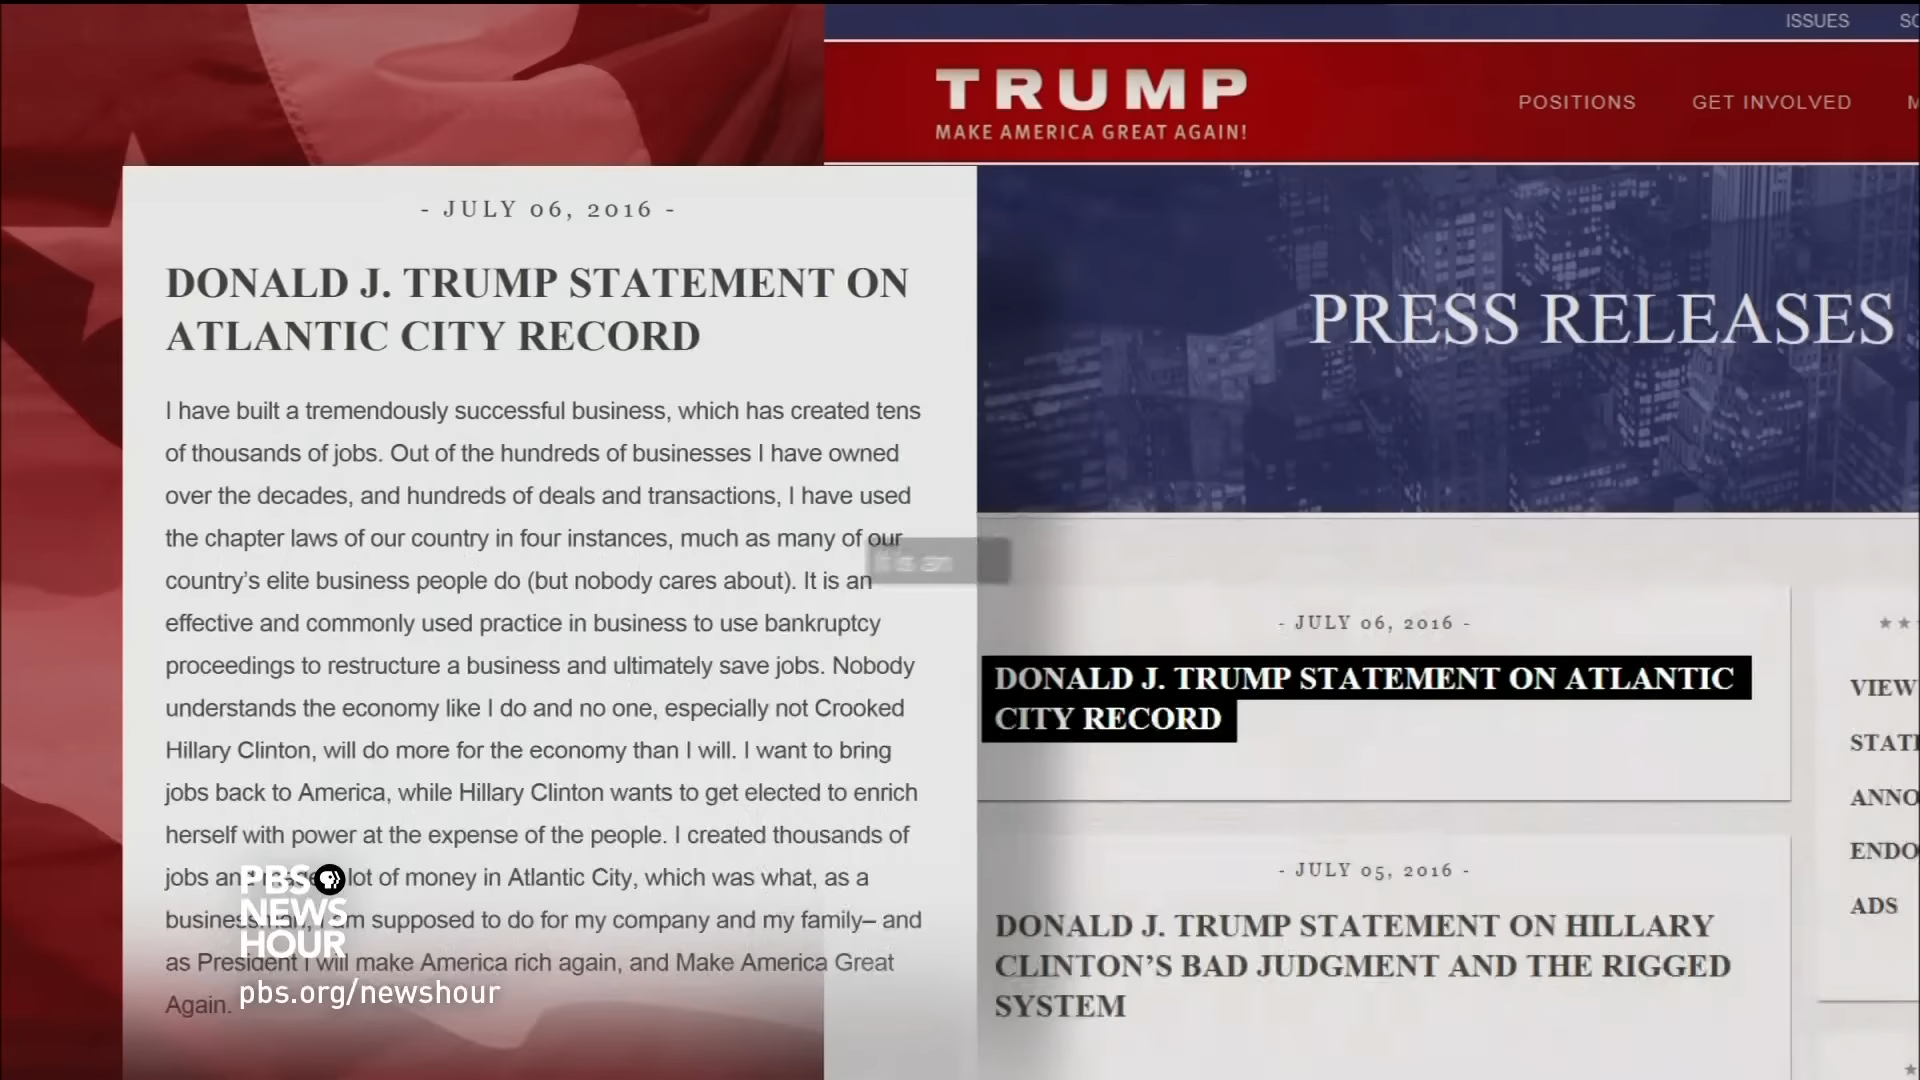 ISSUES
TRUMP
MAKE AMERICA GREAT AGAIN!
POSITIONS
GET INVOLVED
- JULY 06, 2016 -
DONALD J. TRUMP STATEMENT ON
ATLANTIC CITY RECORD
I have built a tremendously successful business, which has created tens
of thousands of jobs. Out of the hundreds of businesses I have owned
over the decades, and hundreds of deals and transactions, I have used
the chapter laws of our country in four instances, much as many of our
country’s elite business people do (but nobody cares about). It is an
effective and commonly used practice in business to use bankruptcy
proceedings to restructure a business and ultimately save jobs. Nobody
understands the economy like I do and no one, especially not Crooked
Hillary Clinton, will do more for the economy than I will. I want to bring
jobs back to America, while Hillary Clinton wants to get elected to enrich
herself with power at the expense of the people. I created thousands of
jobs lot of money in Atlantic City, which was what, as a
am supposed to do for my company and my family– and
as President I will make America rich again, and Make America Great
Again.
PBS
NEWS
HOUR
pbs.org/newshour
PRESS RELEASES
It is an
- JULY 06, 2016 -
DONALD J. TRUMP STATEMENT ON ATLANTIC
CITY RECORD
- JULY 05, 2016 -
DONALD J. TRUMP STATEMENT ON HILLARY
CLINTON’S BAD JUDGMENT AND THE RIGGED
SYSTEM
VIEW
ADS